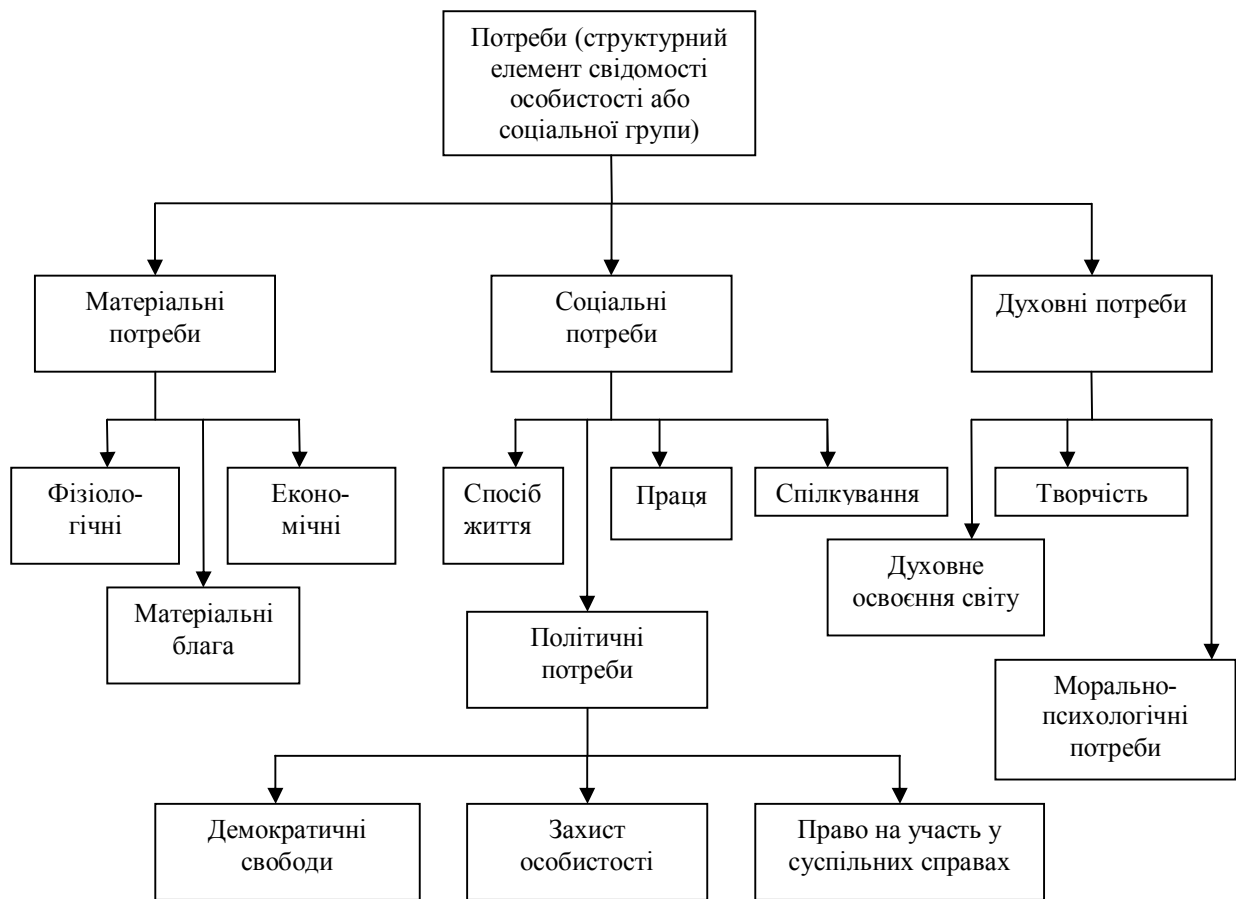 Потреби (структурний
елемент свідомості
особистості або
соціальної групи)
Матеріальні
потреби
Соціальні
потреби
Духовні потреби
Фізіоло-
гічні
Еконо-
мічні
Матеріальні
блага
Спосіб
життя
Праця
Спілкування
Політичні
потреби
Творчість
Духовне
освоєння світу
Морально-
психологічні
потреби
Демократичні
свободи
Захист
особистості
Право на участь у
суспільних справах